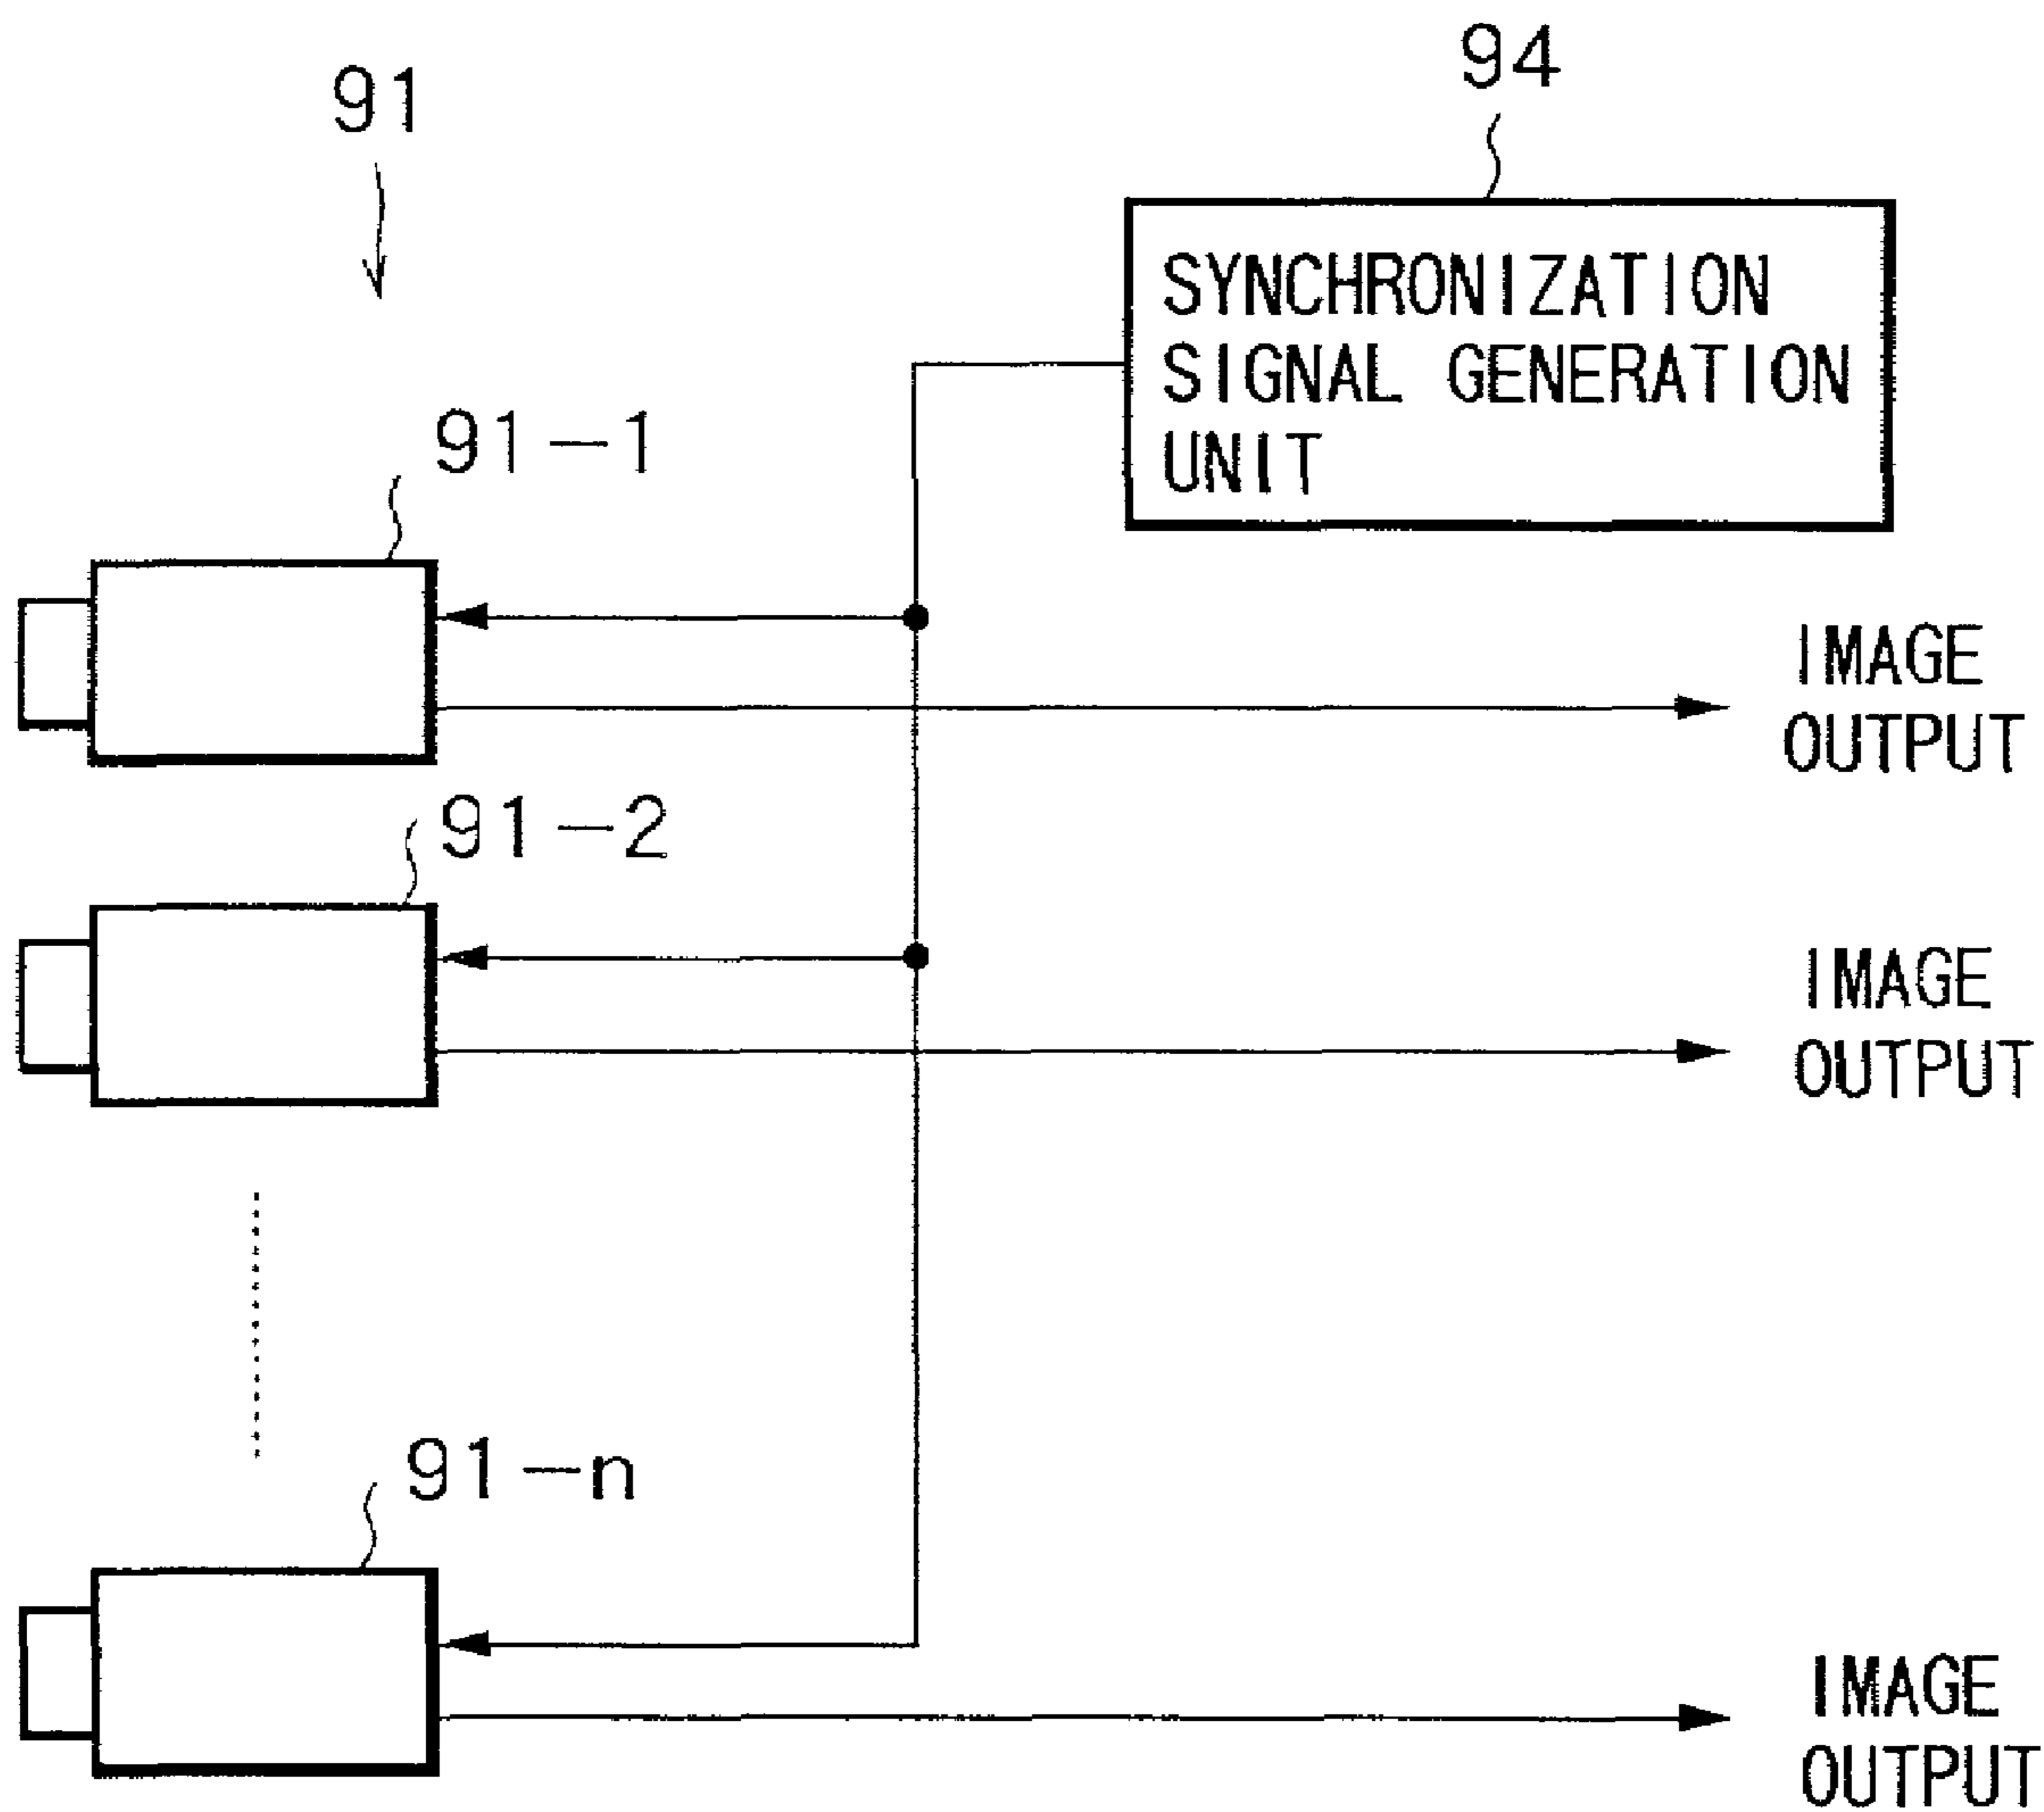 91
94
SYNCHRONIZATION
SIGNAL GENERATION
UNIT
91-1
IMAGE
OUTPUT
91-2
IMAGE
OUTPUT
91-n
IMAGE
OUTPUT